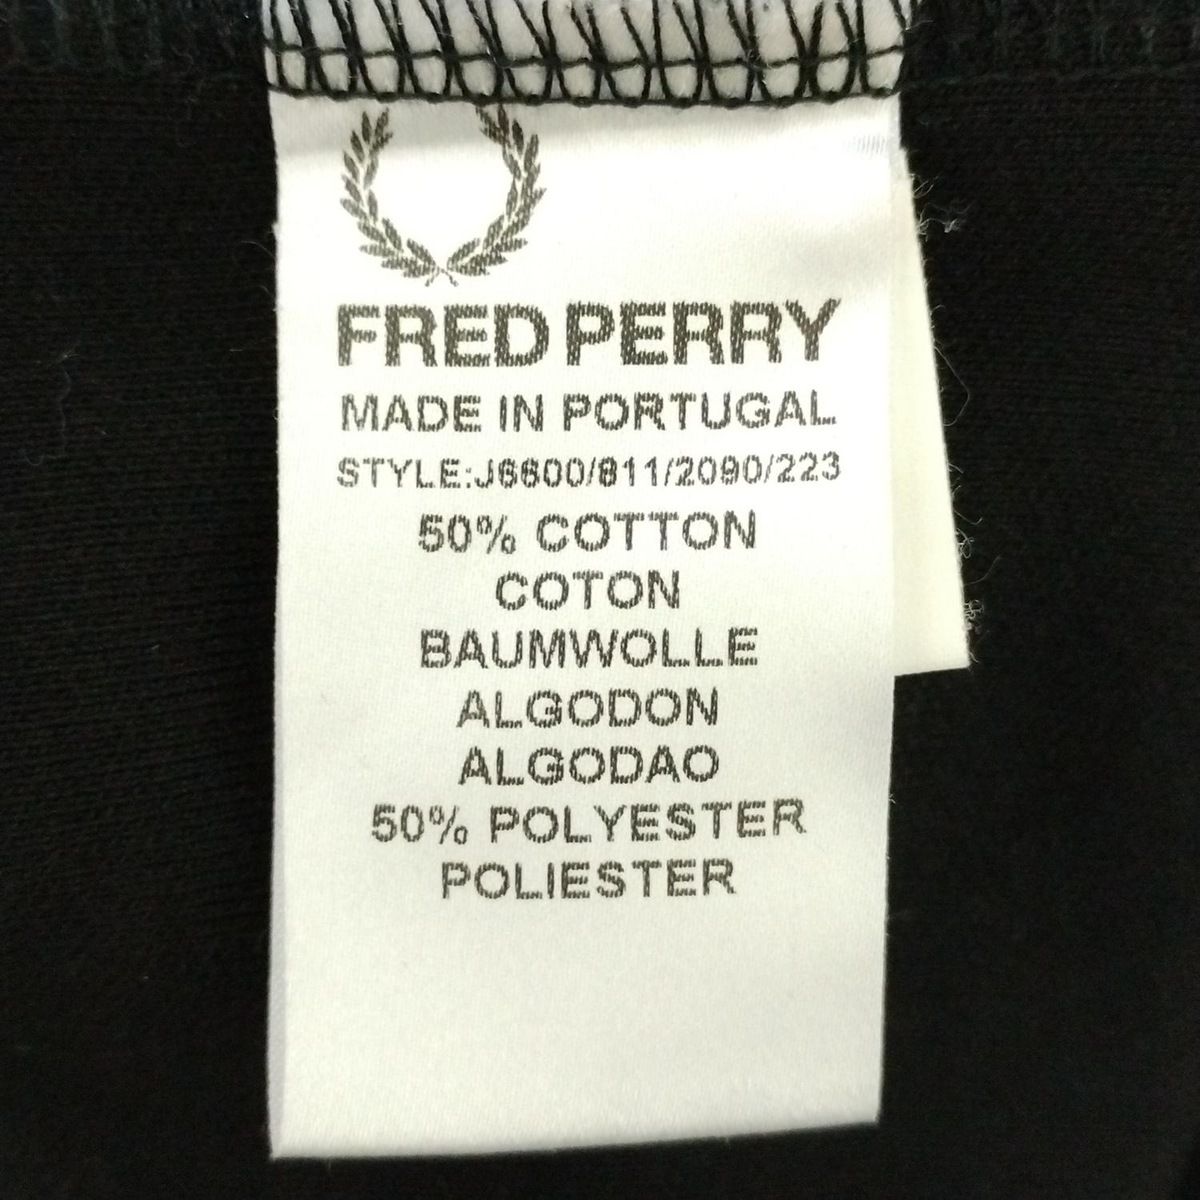 FRED PERRY
MADE IN PORTUGAL
STYLE:J6600/811/2090/223
50% COTTON
COTON
BAUMWOLLE
ALGODON
ALGODAO
50% POLYESTER
POLIESTER